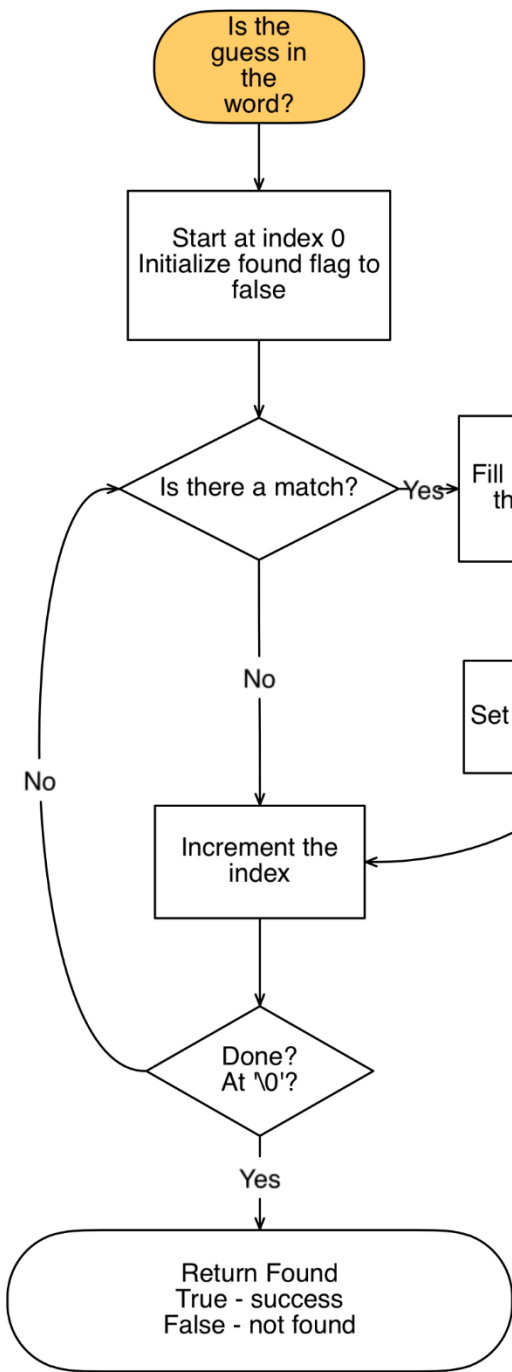 Is the
guess in
the
word?
Start at index 0
Initialize found flag to
false
Is there a match?
Yes
Fill
th
No
Set
No
Increment the
index
Done?
At '\0'?
Yes
Return Found
True - success
False - not found